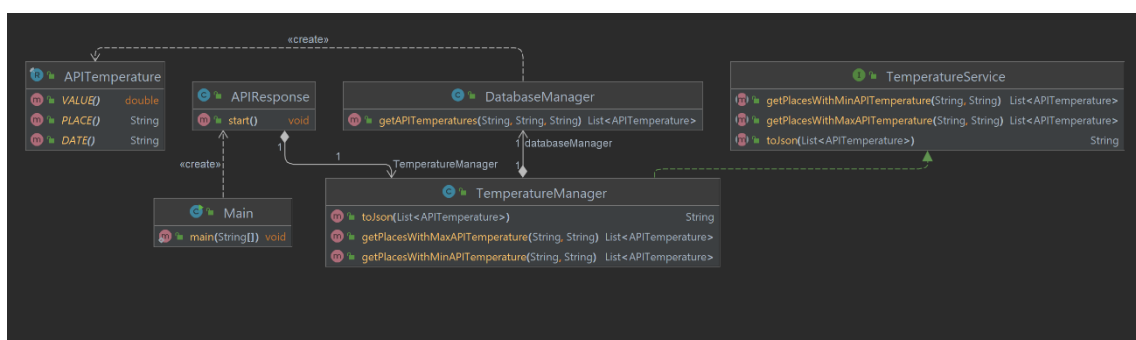 «create»
APITemperature
VALUE() double
PLACE() String
DATE() String
APIResponse
start() void
DatabaseManager
getAPITemperatures(String, String, String) List<APITemperature>
TemperatureService
getPlacesWithMinAPITemperature(String, String) List<APITemperature>
getPlacesWithMaxAPITemperature(String, String) List<APITemperature>
toJson(List<APITemperature>) String
«create»
1
1
TemperatureManager
1
databaseManager
1
Main
main(String[]) void
TemperatureManager
toJson(List<APITemperature>) String
getPlacesWithMaxAPITemperature(String, String) List<APITemperature>
getPlacesWithMinAPITemperature(String, String) List<APITemperature>